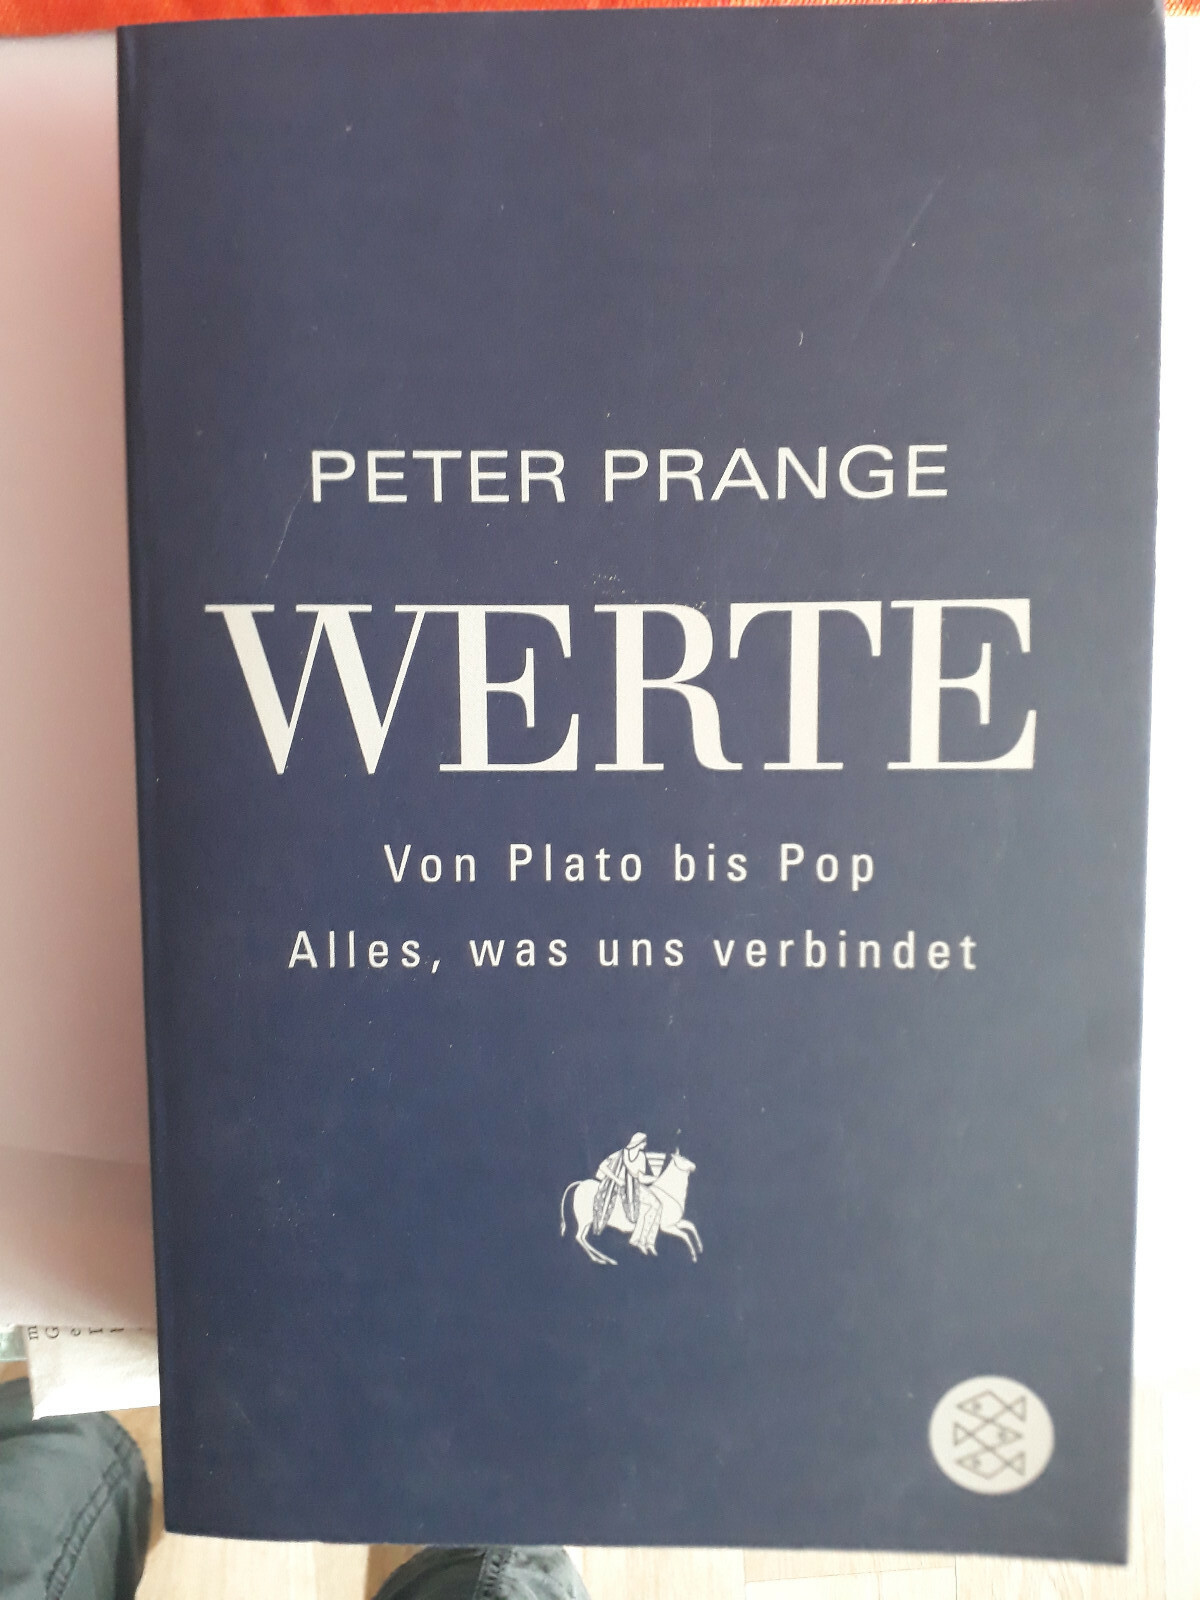 PETER PRANGE
WERTE
Von Plato bis Pop
Alles, was uns verbindet